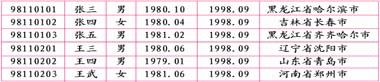 98110101 张三 男 1980.10 1998.09 黑龙江省哈尔滨市
98110102 张四 女 1980.04 1998.09 吉林省长春市
98110103 张五 男 1981.02 1998.09 黑龙江省齐齐哈尔市
98110201 王三 男 1980.06 1998.09 辽宁省沈阳市
98110202 王四 男 1979.01 1998.09 山东省青岛市
98110203 王武 女 1981.06 1998.09 河南省郑州市